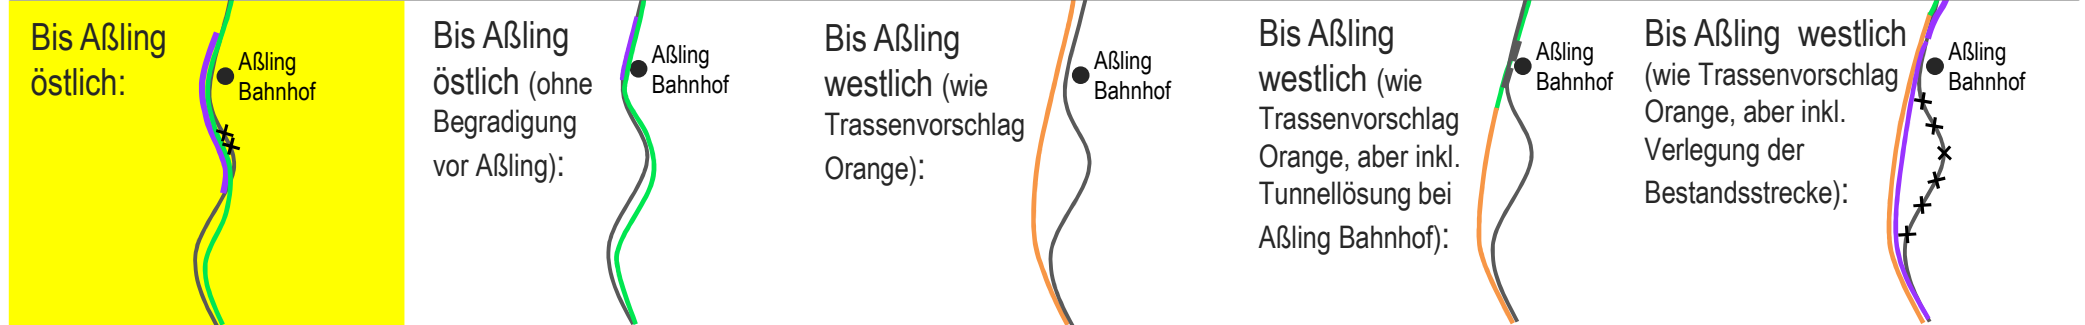 Bis Aßling
östlich:
Aßling
Bahnhof
Bis Aßling
östlich (ohne
Begradigung
vor Aßling):
Aßling
Bahnhof
Bis Aßling
westlich (wie
Trassenvorschlag
Orange):
Aßling
Bahnhof
Bis Aßling
westlich (wie
Trassenvorschlag
Orange, aber inkl.
Tunnellösung bei
Aßling Bahnhof):
Aßling
Bahnhof
Bis Aßling westlich
(wie Trassenvorschlag
Orange, aber inkl.
Verlegung der
Bestandsstrecke):
Aßling
Bahnhof